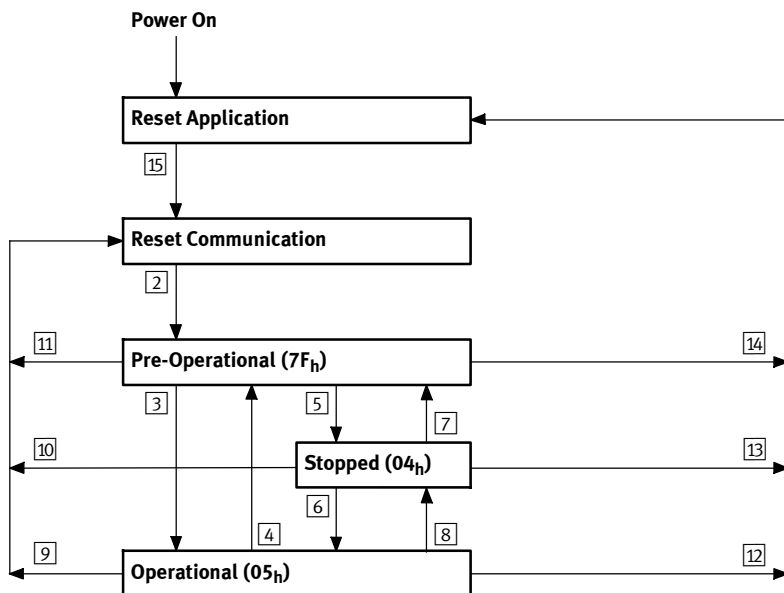 Power On
Reset Application
15
Reset Communication
2
11
Pre-Operational (7Fh)
14
3
5
7
10
Stopped (04h)
13
6
4
8
9
Operational (05h)
12